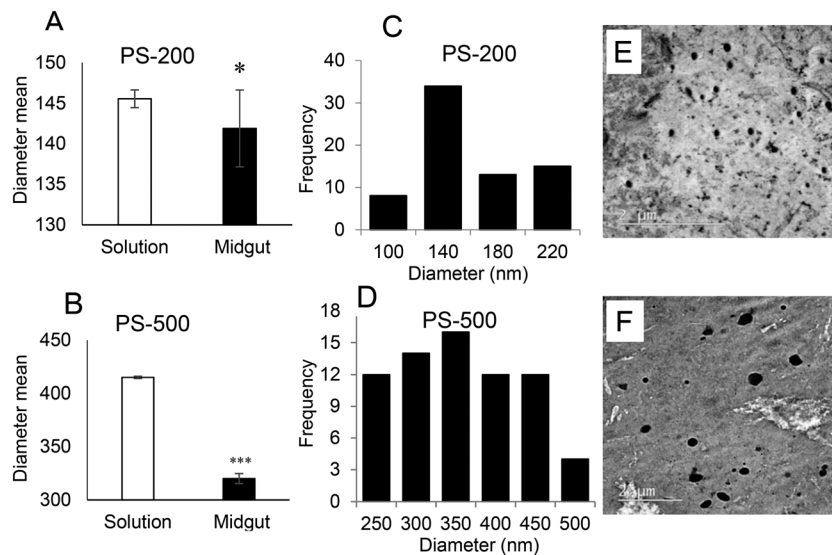 A
PS-200
Diameter mean
150
145
140
135
130
*
Solution
Midgut
C
PS-200
Frequency
40
30
20
10
0
100 140 180 220
Diameter (nm)
E
2 µm
B
PS-500
Diameter mean
450
400
350
300
***
Solution
Midgut
D
PS-500
Frequency
18
15
12
9
6
3
0
250 300 350 400 450 500
Diameter (nm)
F
2 µm